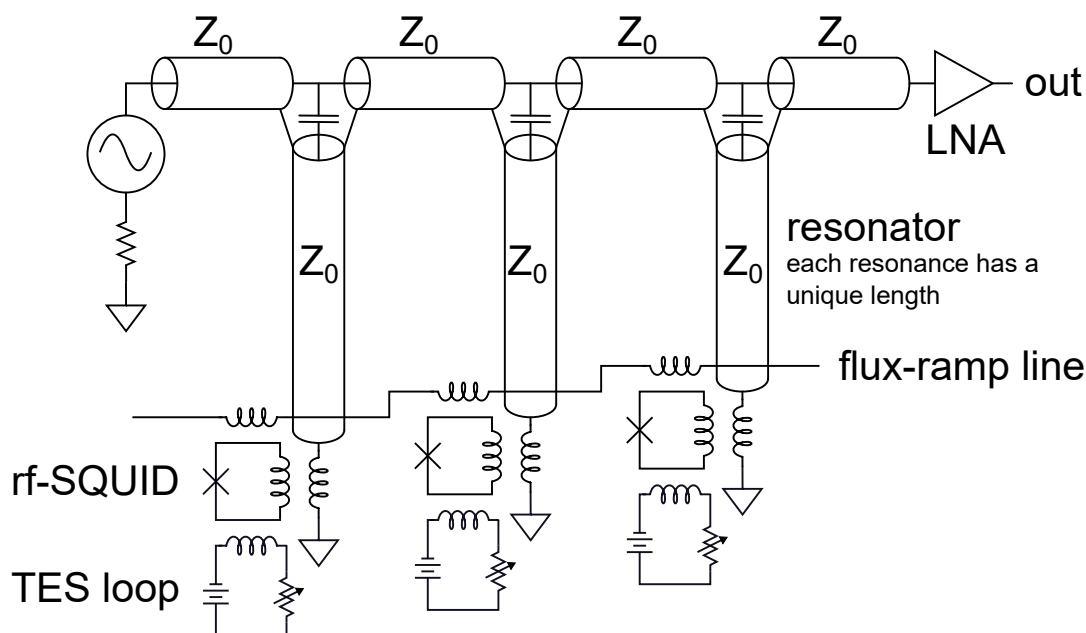 Z₀ Z₀ Z₀ Z₀
out
LNA
Z₀ Z₀ Z₀
resonator
each resonance has a
unique length
flux-ramp line
rf-SQUID
TES loop